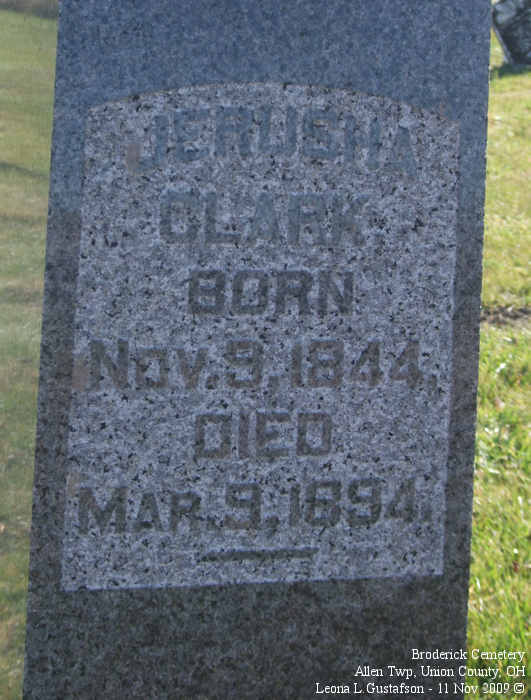 JERUSHA
CLARK
BORN
NOV. 9. 1844.
DIED
MAR. 9. 1894.
Broderick Cemetery
Allen Twp, Union County, OH
Leona L Gustafson - 11 Nov 2009 ©